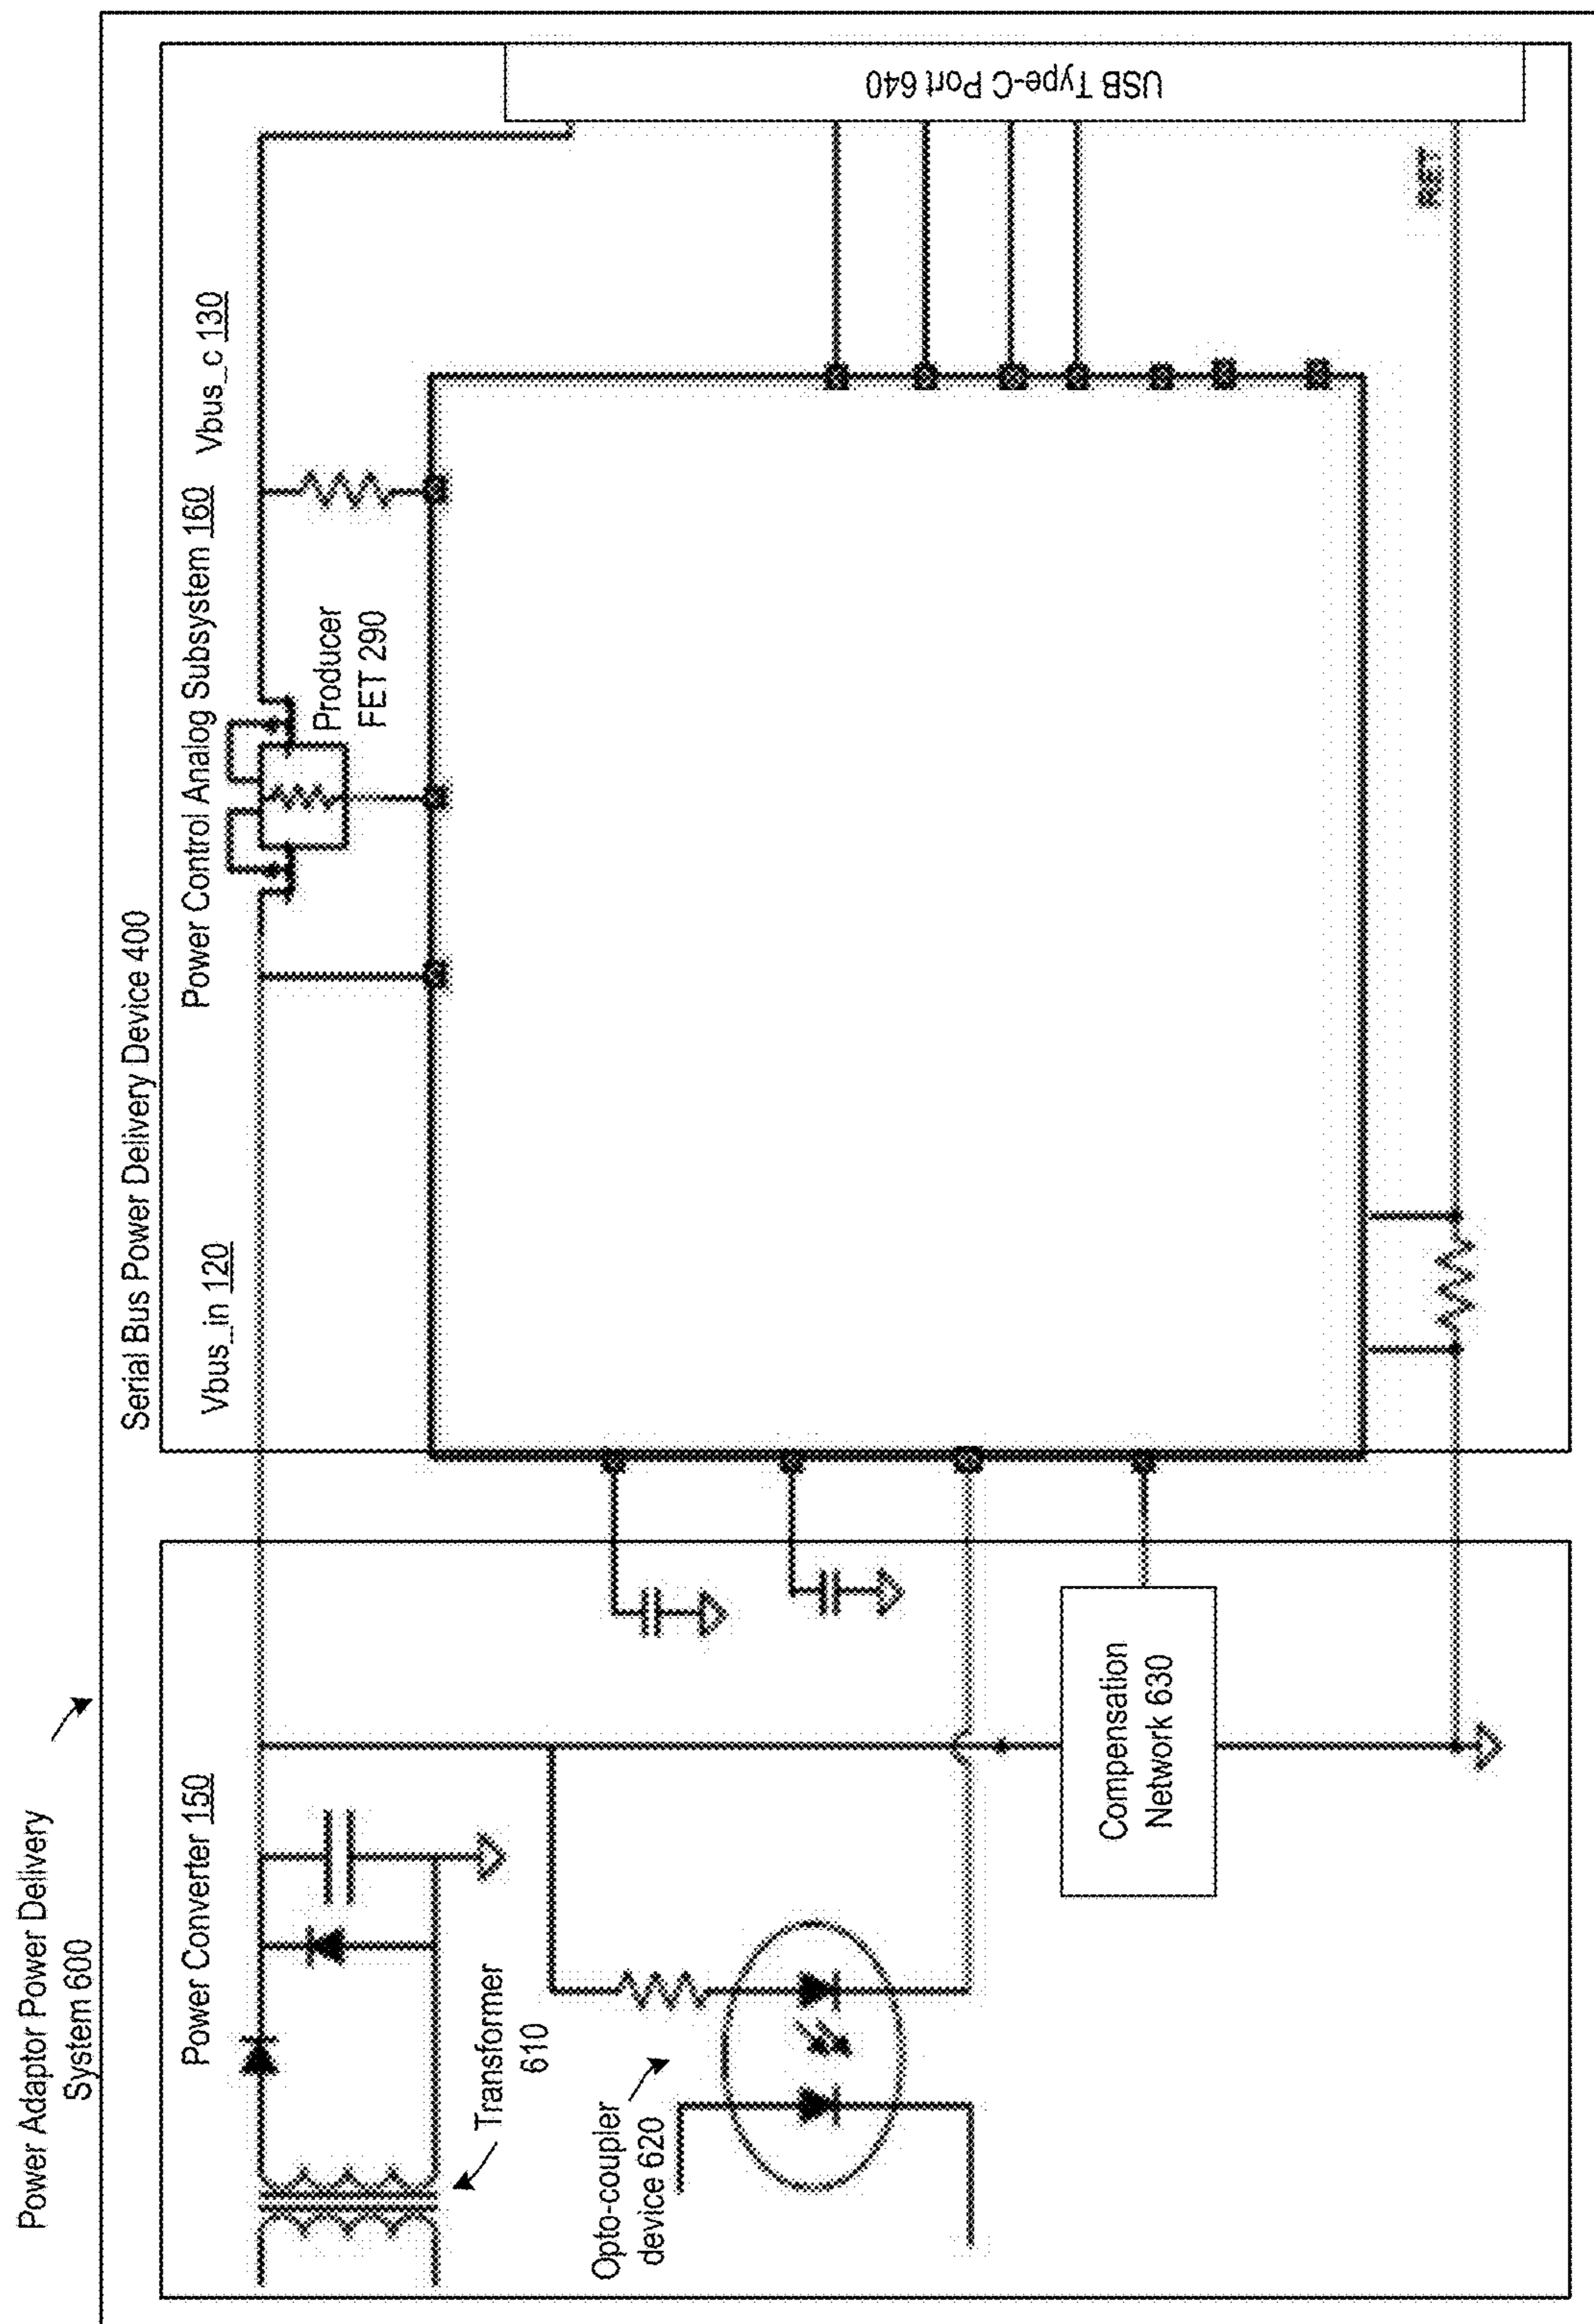 Power Adaptor Power Delivery
System 600
Serial Bus Power Delivery Device 400
Power Converter 150
Vbus_in 120
Power Control Analog Subsystem 160
Vbus_c 130
Producer
FET 290
Transformer
610
Opto-coupler
device 620
Compensation
Network 630
USB Type-C Port 640
RET